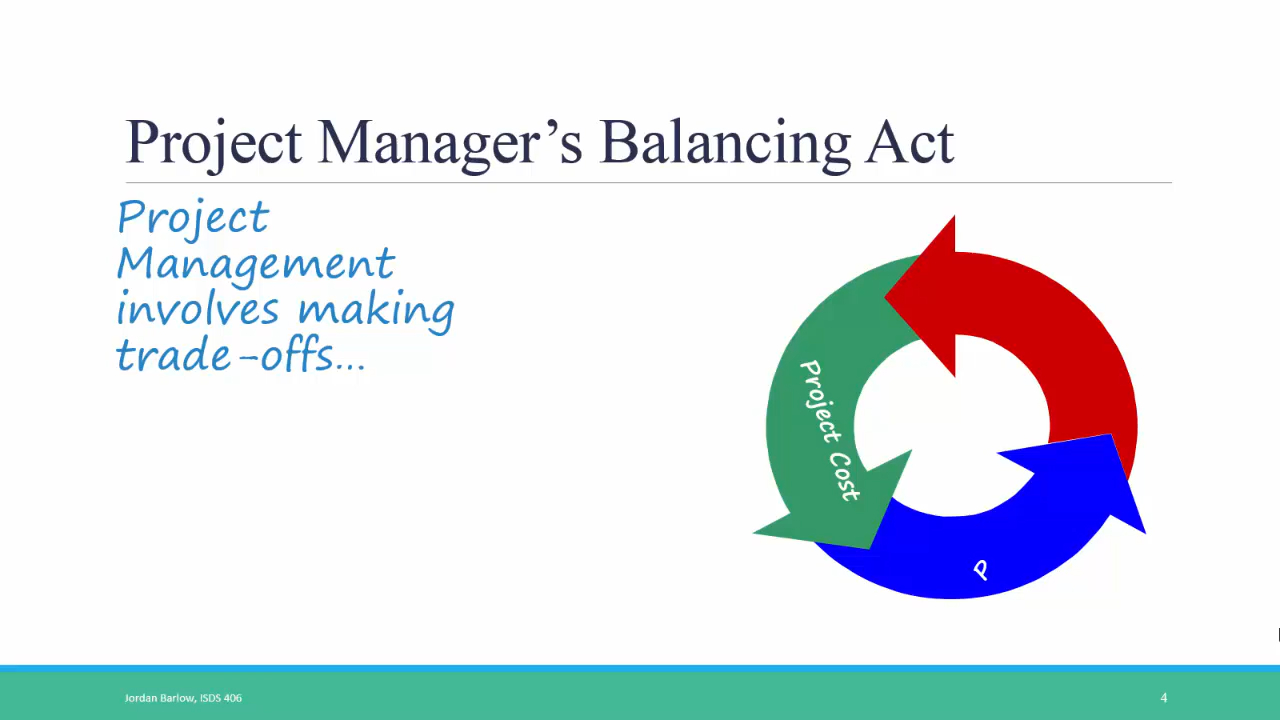 Project Manager’s Balancing Act
Project
Management
involves making
trade-offs...
Project Cost
P
Jordan Barlow, ISDS 406
4